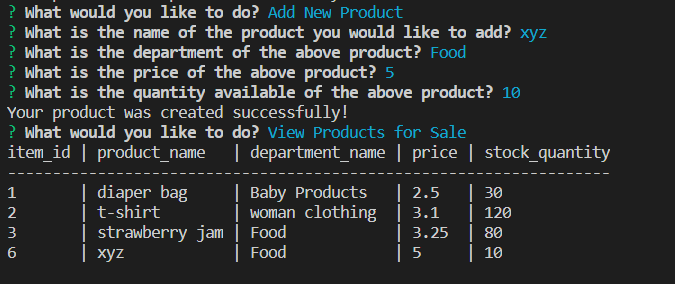 ? What would you like to do? Add New Product
? What is the name of the product you would like to add? xyz
? What is the department of the above product? Food
? What is the price of the above product? 5
? What is the quantity available of the above product? 10
Your product was created successfully!
? What would you like to do? View Products for Sale
item_id | product_name   | department_name | price | stock_quantity
--------------------------------------------------------------------
1       | diaper bag     | Baby Products   | 2.5   | 30
2       | t-shirt        | woman clothing  | 3.1   | 120
3       | strawberry jam | Food            | 3.25  | 80
6       | xyz            | Food            | 5     | 10